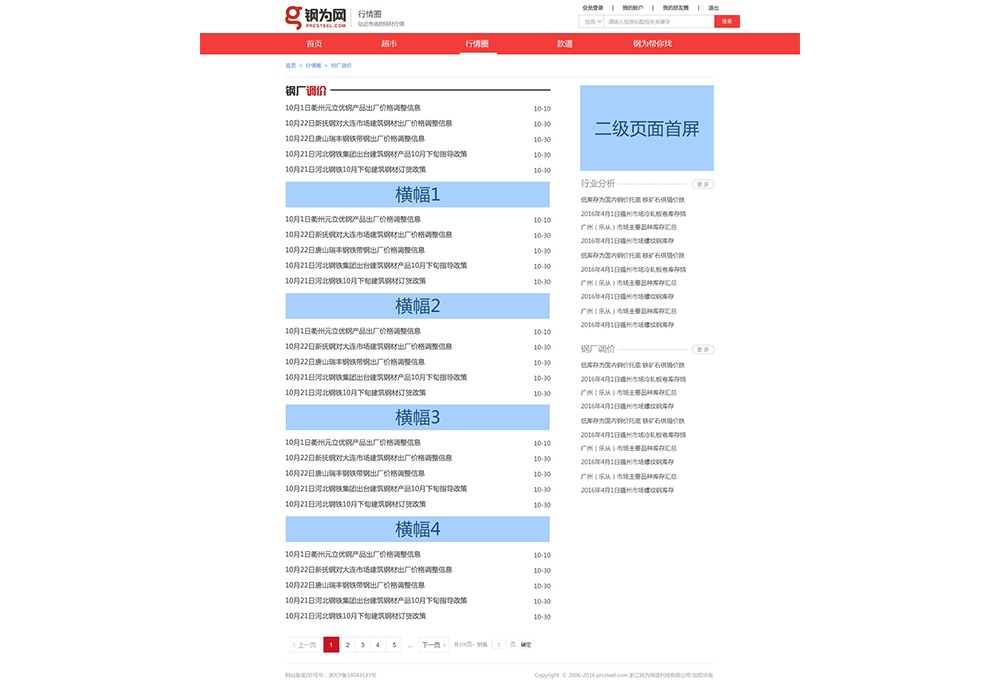 会员登录 | 我的账户 | 我的朋友圈 | 退出
钢为网
PRCSTEEL.COM
行情圈
贴近市场的钢材行情
信息 请输入信息标题相关关键字 搜索
首页 超市 行情圈 款道 钢为帮你找
首页 > 行情圈 > 钢厂调价
钢厂调价
10月1日衢州元立优钢产品出厂价格调整信息 10-10
10月22日新抚钢对大连市场建筑钢材出厂价格调整信息 10-30
10月22日唐山瑞丰钢铁带钢出厂价格调整信息 10-30
10月21日河北钢铁集团出台建筑钢材产品10月下旬指导政策 10-30
10月21日河北钢铁10月下旬建筑钢材订货政策 10-30
横幅1
10月1日衢州元立优钢产品出厂价格调整信息 10-10
10月22日新抚钢对大连市场建筑钢材出厂价格调整信息 10-30
10月22日唐山瑞丰钢铁带钢出厂价格调整信息 10-30
10月21日河北钢铁集团出台建筑钢材产品10月下旬指导政策 10-30
10月21日河北钢铁10月下旬建筑钢材订货政策 10-30
横幅2
10月1日衢州元立优钢产品出厂价格调整信息 10-10
10月22日新抚钢对大连市场建筑钢材出厂价格调整信息 10-30
10月22日唐山瑞丰钢铁带钢出厂价格调整信息 10-30
10月21日河北钢铁集团出台建筑钢材产品10月下旬指导政策 10-30
10月21日河北钢铁10月下旬建筑钢材订货政策 10-30
横幅3
10月1日衢州元立优钢产品出厂价格调整信息 10-10
10月22日新抚钢对大连市场建筑钢材出厂价格调整信息 10-30
10月22日唐山瑞丰钢铁带钢出厂价格调整信息 10-30
10月21日河北钢铁集团出台建筑钢材产品10月下旬指导政策 10-30
10月21日河北钢铁10月下旬建筑钢材订货政策 10-30
横幅4
10月1日衢州元立优钢产品出厂价格调整信息 10-10
10月22日新抚钢对大连市场建筑钢材出厂价格调整信息 10-30
10月22日唐山瑞丰钢铁带钢出厂价格调整信息 10-30
10月21日河北钢铁集团出台建筑钢材产品10月下旬指导政策 10-30
10月21日河北钢铁10月下旬建筑钢材订货政策 10-30
< 上一页 1 2 3 4 5 ... 下一页 > 到第 1 页 确定
二级页面首屏
行业分析 更多
低库存为国内钢价托底 铁矿石供强价跌
2016年4月1日福州市场冷轧板卷库存情
广州（乐从）市场主要品种库存汇总
2016年4月1日福州市场螺纹钢库存
低库存为国内钢价托底 铁矿石供强价跌
2016年4月1日福州市场冷轧板卷库存情
广州（乐从）市场主要品种库存汇总
2016年4月1日福州市场螺纹钢库存
广州（乐从）市场主要品种库存汇总
2016年4月1日福州市场螺纹钢库存
钢厂调价 更多
低库存为国内钢价托底 铁矿石供强价跌
2016年4月1日福州市场冷轧板卷库存情
广州（乐从）市场主要品种库存汇总
2016年4月1日福州市场螺纹钢库存
低库存为国内钢价托底 铁矿石供强价跌
2016年4月1日福州市场冷轧板卷库存情
广州（乐从）市场主要品种库存汇总
2016年4月1日福州市场螺纹钢库存
广州（乐从）市场主要品种库存汇总
2016年4月1日福州市场螺纹钢库存
网站备案/许可号：浙ICP备14043533号
Copyright © 2006-2016 prcsteel.com 浙江钢为网络科技有限公司 版权所有